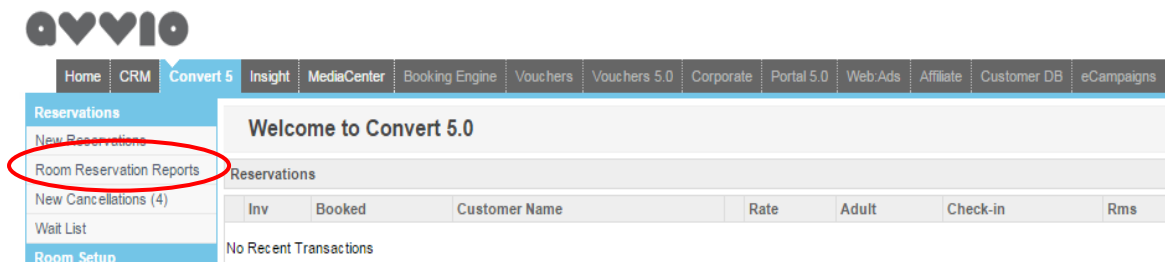 avvio
Home CRM Convert 5 Insight MediaCenter Booking Engine Vouchers Vouchers 5.0 Corporate Portal 5.0 Web:Ads Affiliate Customer DB eCampaigns
Reservations
New Reservations
Room Reservation Reports
New Cancellations (4)
Wait List
Room Setup
Welcome to Convert 5.0
Reservations
Inv Booked Customer Name Rate Adult Check-in Rms
No Recent Transactions